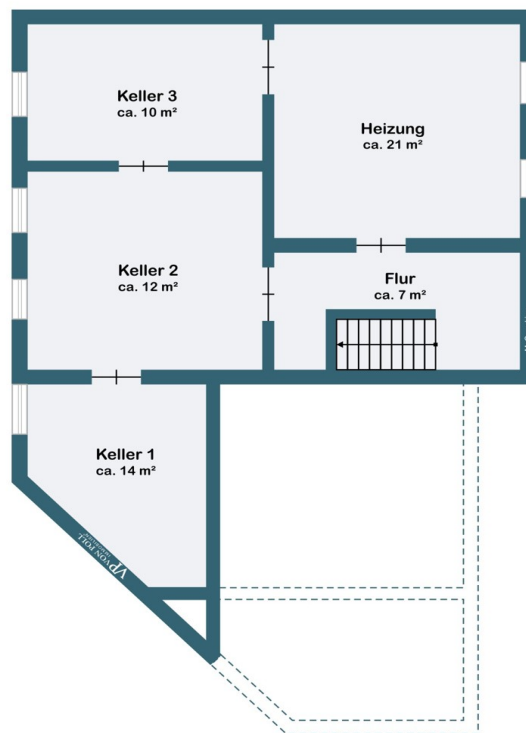 Keller 3
ca. 10 m²
Heizung
ca. 21 m²
Keller 2
ca. 12 m²
Flur
ca. 7 m²
Keller 1
ca. 14 m²
VP VON POLL